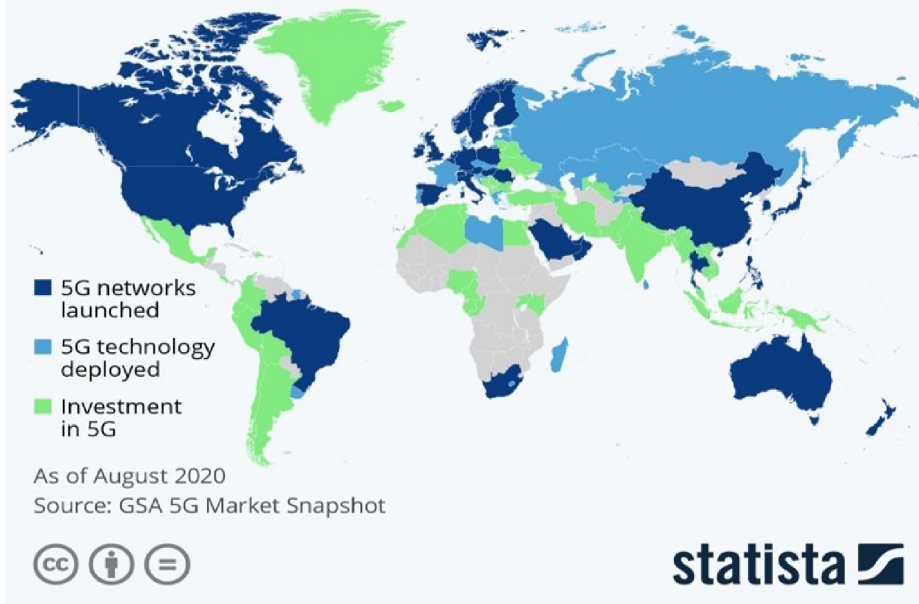 5G networks
launched
5G technology
deployed
Investment
in 5G
As of August 2020
Source: GSA 5G Market Snapshot
cc
statista